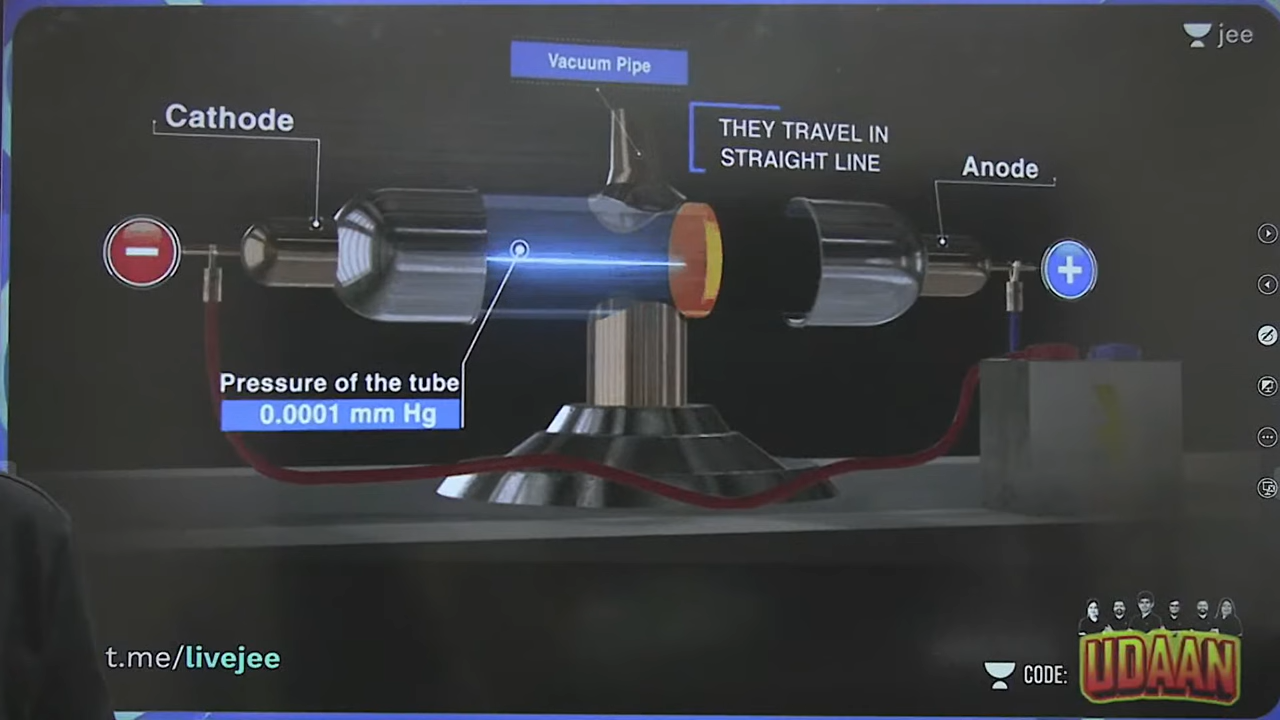 jee
Vacuum Pipe
Cathode
THEY TRAVEL IN
STRAIGHT LINE
Anode
Pressure of the tube
0.0001 mm Hg
t.me/livejee
CODE:
UDAAN